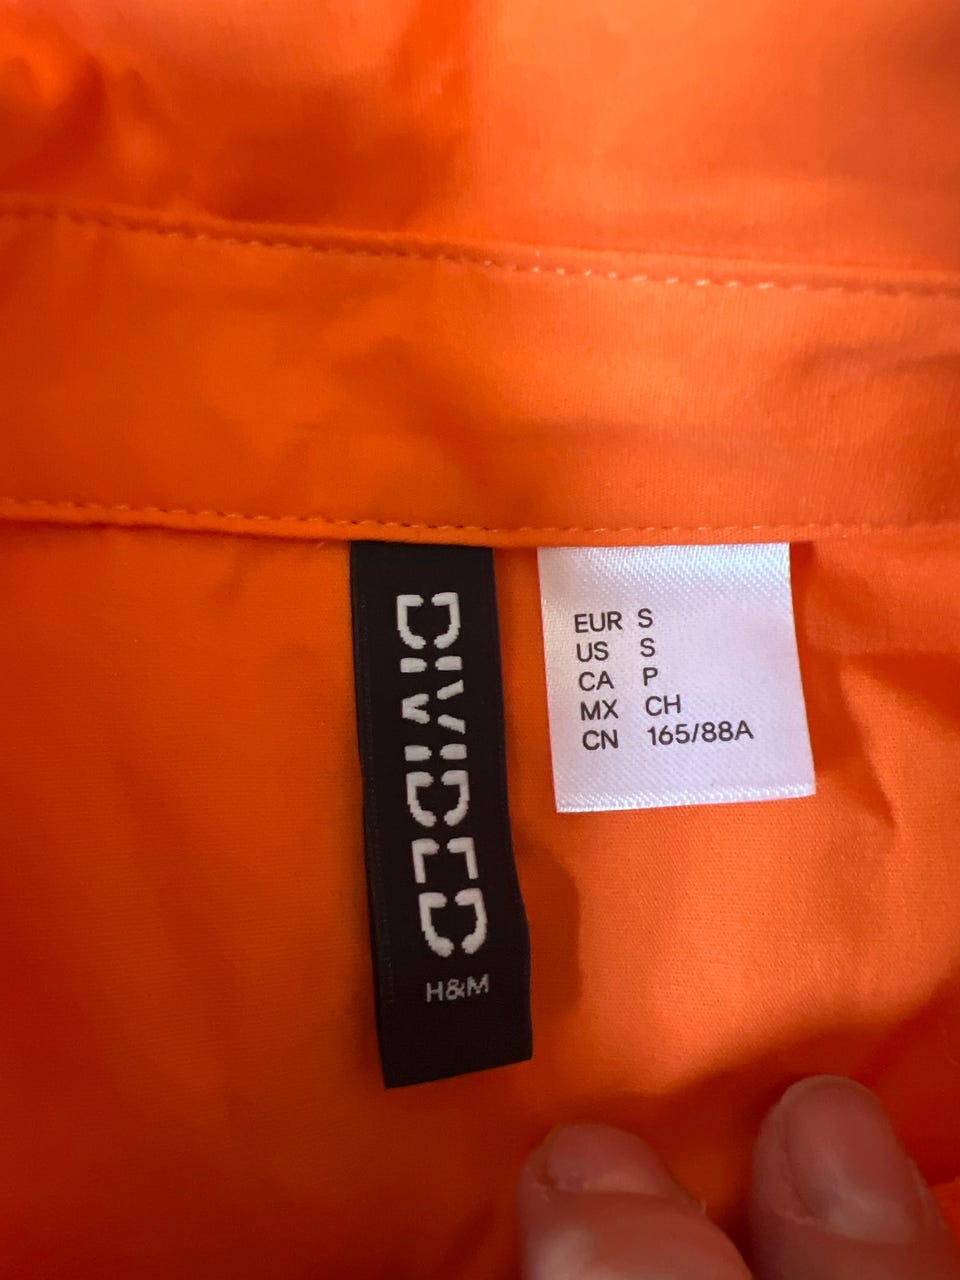 DIVIDED
H&M
EUR S
US S
CA P
MX CH
CN 165/88A